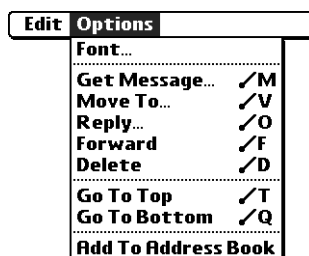 Edit Options
Font...
Get Message... /M
Move To... /V
Reply... /O
Forward /F
Delete /D
Go To Top /T
Go To Bottom /Q
Add To Address Book